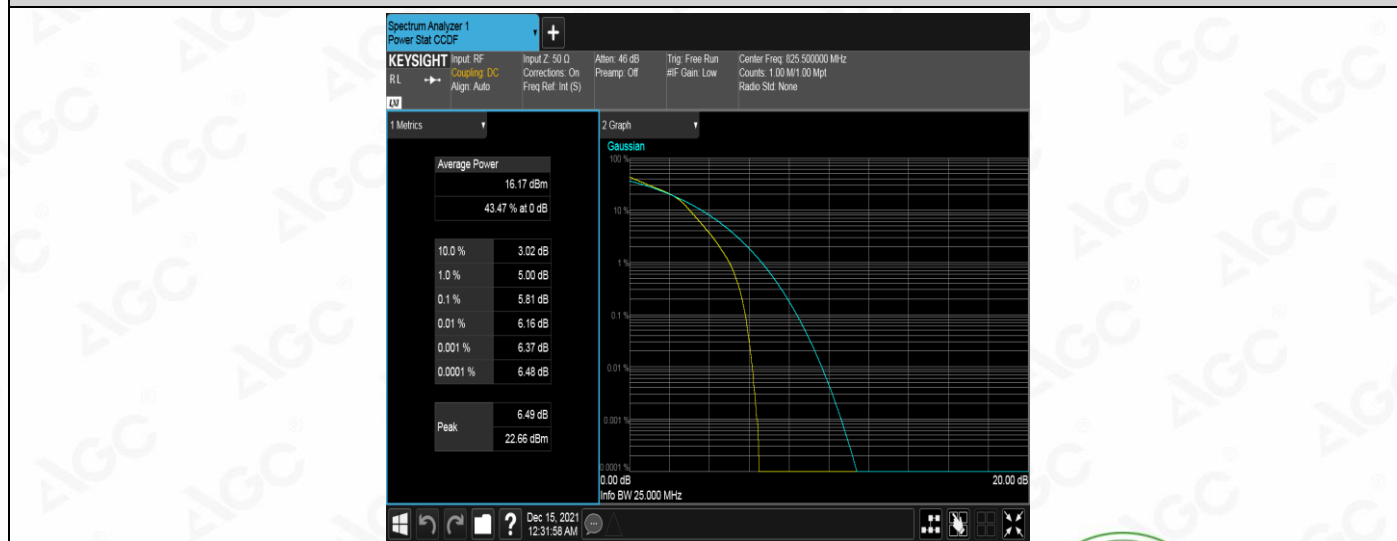 Spectrum Analyzer 1
Power Stat CCDF
+
KEYSIGHT
RL
LXI
Input: RF
Coupling: DC
Align: Auto
Input Z: 50 Ω
Corrections: On
Freq Ref: Int (S)
Atten: 46 dB
Preamp: Off
Trig: Free Run
#IF Gain: Low
Center Freq: 825.500000 MHz
Counts: 1.00 M/1.00 Mpt
Radio Std: None
1 Metrics
Average Power
16.17 dBm
43.47 % at 0 dB
10.0 % 3.02 dB
1.0 % 5.00 dB
0.1 % 5.81 dB
0.01 % 6.16 dB
0.001 % 6.37 dB
0.0001 % 6.48 dB
Peak
6.49 dB
22.66 dBm
2 Graph
Gaussian
100 %
10 %
1 %
0.1 %
0.01 %
0.001 %
0.0001 %
0.00 dB 20.00 dB
Info BW 25.000 MHz
?
Dec 15, 2021
12:31:58 AM
AGC